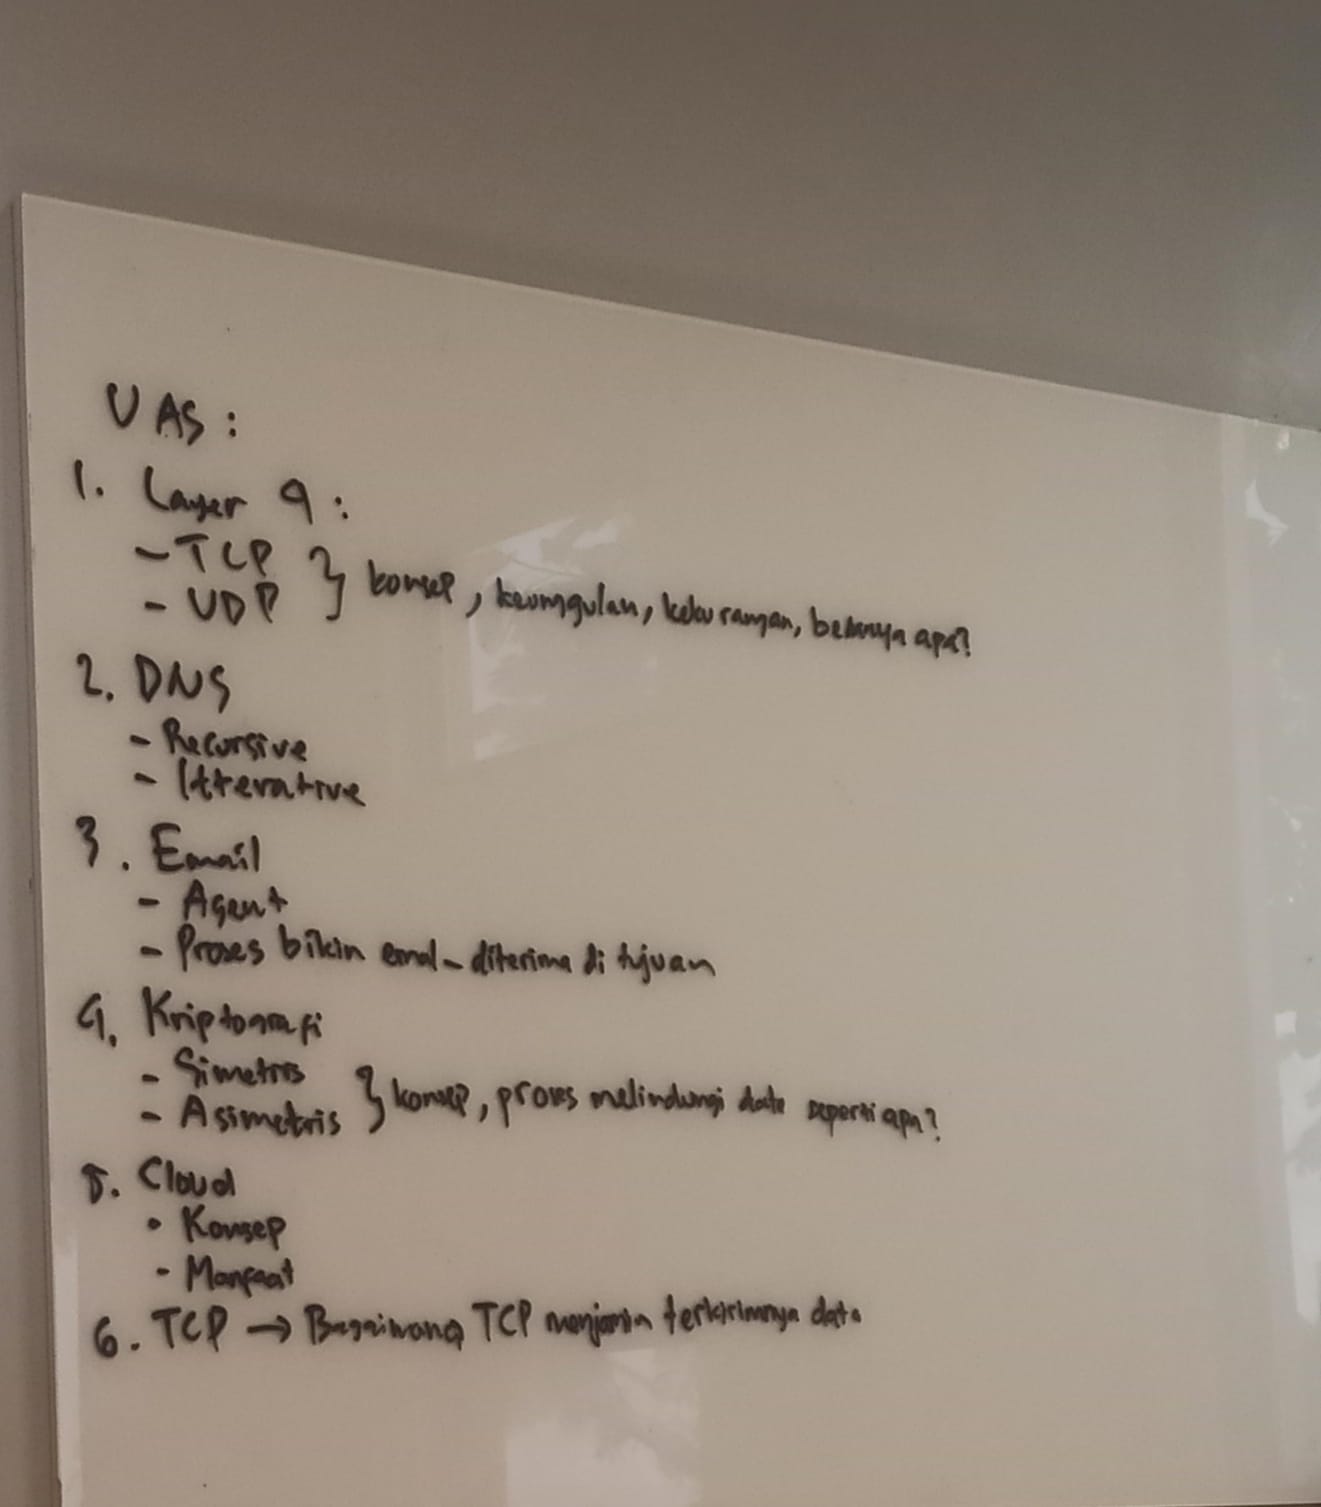 UAS:
1. Layer 4:
- TCP
- UDP } konsep, keunggulan, kekurangan, bedanya apa?
2. DNS
- Recursive
- Itterative
3. Email
- Agent
- Proses bikin email - diterima di tujuan
4. Kriptografi
- Simetris
- Asimetris } konsep, proses melindungi data seperti apa?
5. Cloud
• Konsep
- Manfaat
6. TCP → Bagaimana TCP menjamin terkirimnya data